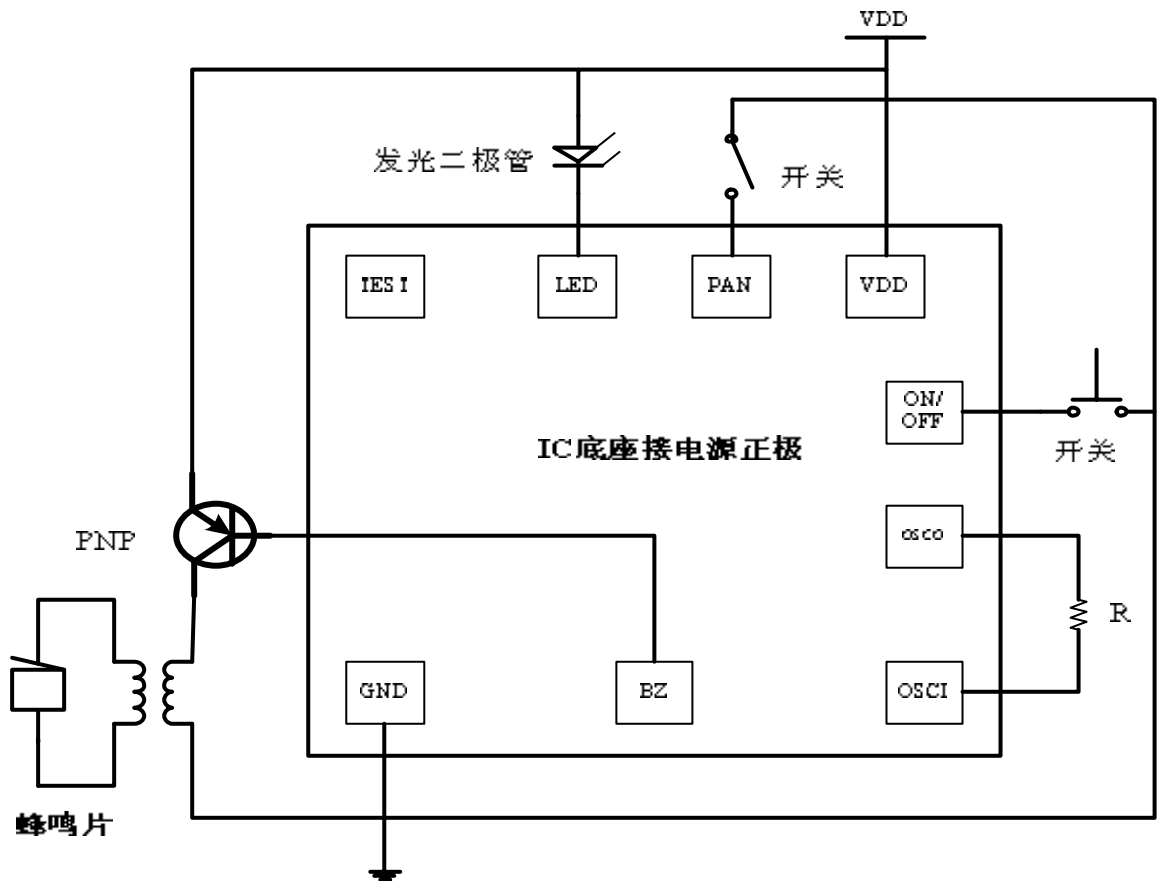 VDD
发光二极管
开关
TEST
LED
PAN
VDD
ON/
OFF
IC底座接电源正极
开关
PNP
OSCO
R
GND
BZ
OSCI
蜂鸣片